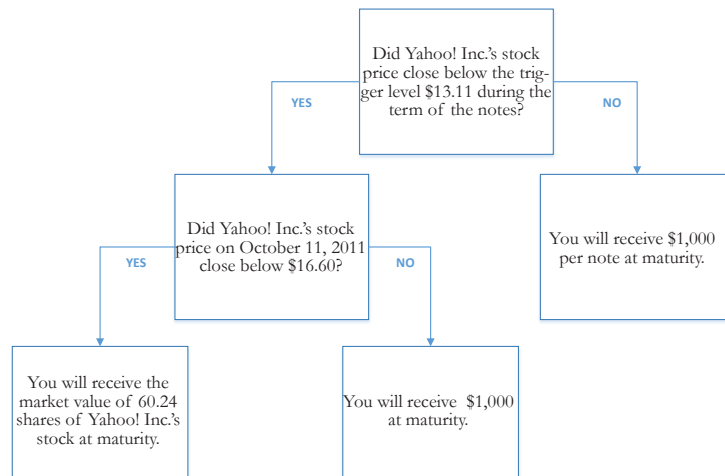 Did Yahoo! Inc.'s stock
price close below the trig-
ger level $13.11 during the
term of the notes?
YES
NO
Did Yahoo! Inc.'s stock
price on October 11, 2011
close below $16.60?
You will receive $1,000
per note at maturity.
YES
NO
You will receive the
market value of 60.24
shares of Yahoo! Inc.'s
stock at maturity.
You will receive $1,000
at maturity.